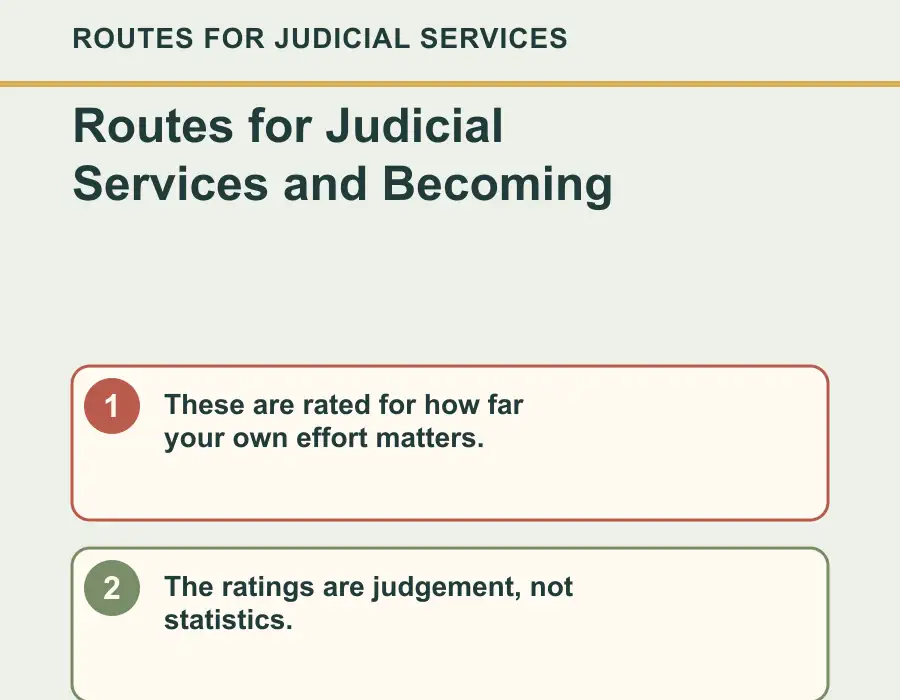 ROUTES FOR JUDICIAL SERVICES
Routes for Judicial
Services and Becoming
1
These are rated for how far
your own effort matters.
2
The ratings are judgement, not
statistics.